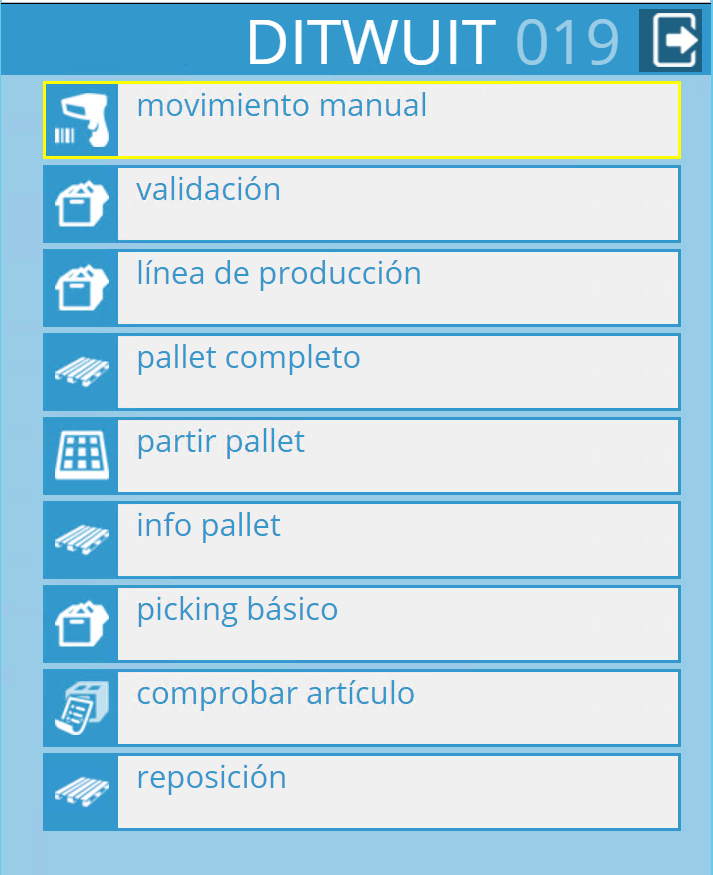 DITWUIT 019
movimiento manual
validación
línea de producción
pallet completo
partir pallet
info pallet
picking básico
comprobar artículo
reposición